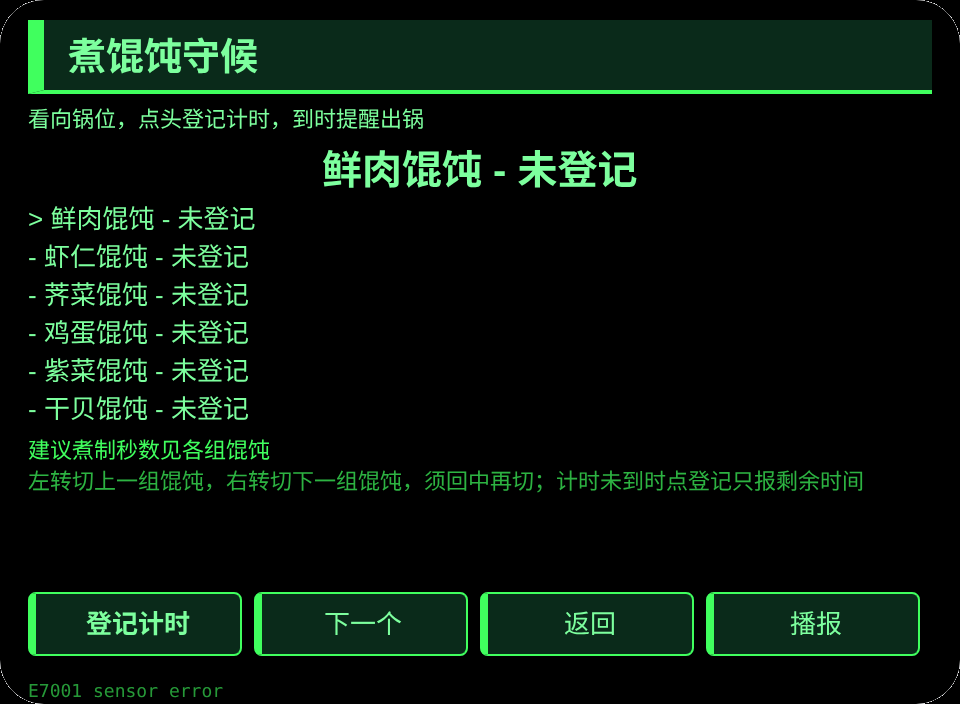 煮馄饨守候
看向锅位，点头登记计时，到时提醒出锅
鲜肉馄饨 - 未登记
> 鲜肉馄饨 - 未登记
- 虾仁馄饨 - 未登记
- 荠菜馄饨 - 未登记
- 鸡蛋馄饨 - 未登记
- 紫菜馄饨 - 未登记
- 干贝馄饨 - 未登记
建议煮制秒数见各组馄饨
左转切上一组馄饨，右转切下一组馄饨，须回中再切；计时未到时点登记只报剩余时间
登记计时
下一个
返回
播报
E7001 sensor error